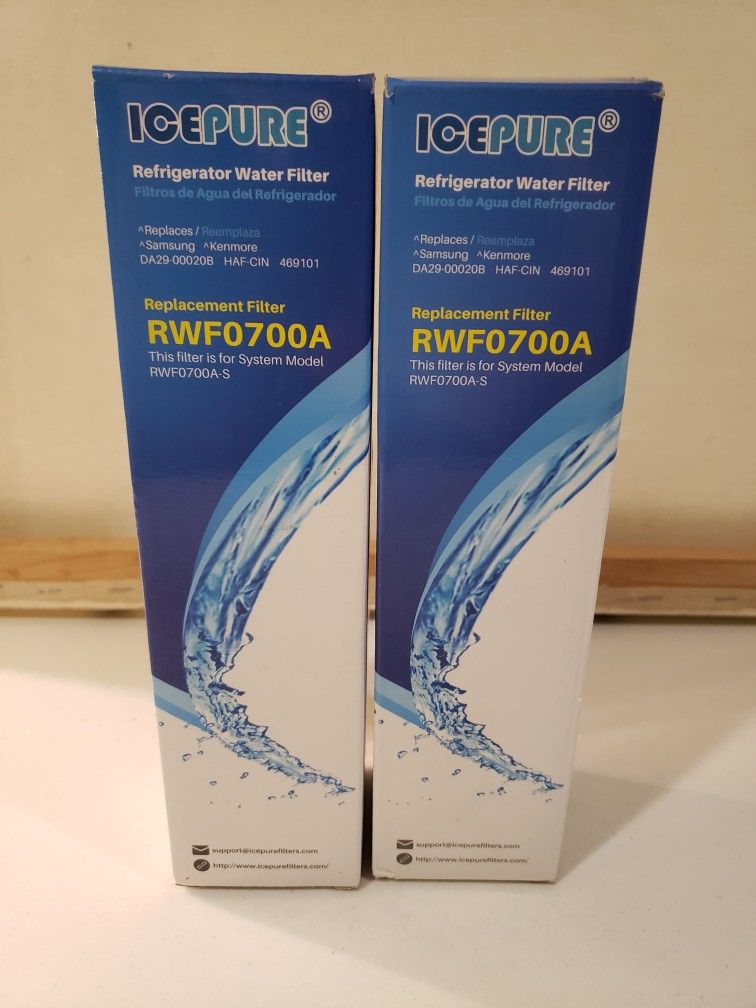 ICEPURE®
Refrigerator Water Filter
Filtros de Agua del Refrigerador
^Replaces / Reemplaza
^Samsung ^Kenmore
DA29-00020B HAF-CIN 469101
Replacement Filter
RWF0700A
This filter is for System Model
RWF0700A-S
support@icepurefilters.com
http://www.icepurefilters.com/
ICEPURE®
Refrigerator Water Filter
Filtros de Agua del Refrigerador
^Replaces / Reemplaza
^Samsung ^Kenmore
DA29-00020B HAF-CIN 469101
Replacement Filter
RWF0700A
This filter is for System Model
RWF0700A-S
support@icepurefilters.com
http://www.icepurefilters.com/